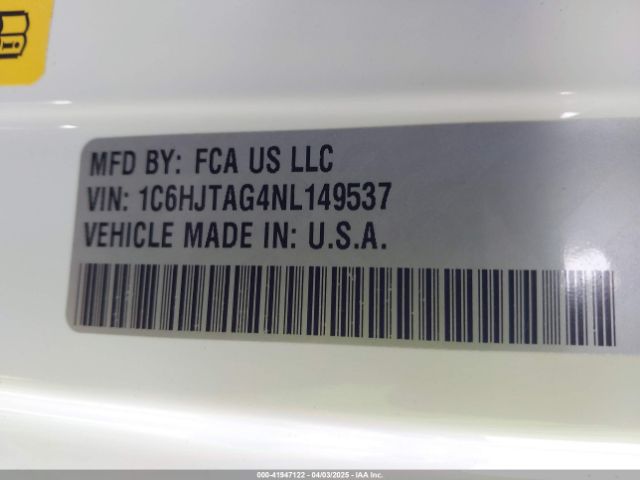 MFD BY: FCA US LLC
VIN: 1C6HJTAG4NL149537
VEHICLE MADE IN: U.S.A.
000-41947122 - 04/03/2025 - IAA Inc.